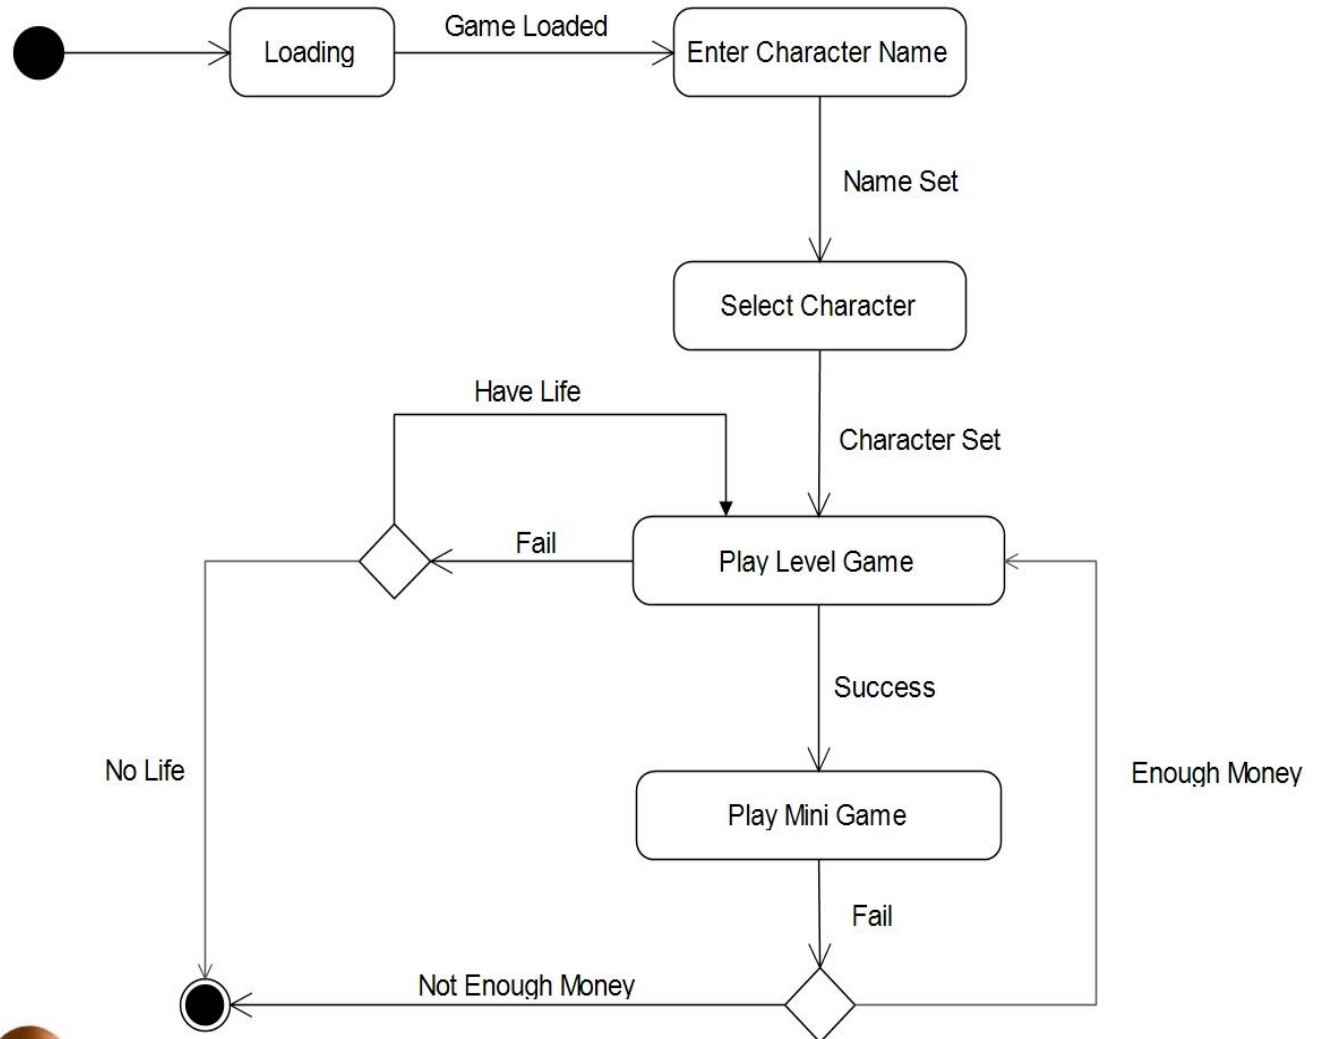 Loading
Game Loaded
Enter Character Name
Name Set
Select Character
Have Life
Character Set
Fail
Play Level Game
Success
No Life
Enough Money
Play Mini Game
Fail
Not Enough Money